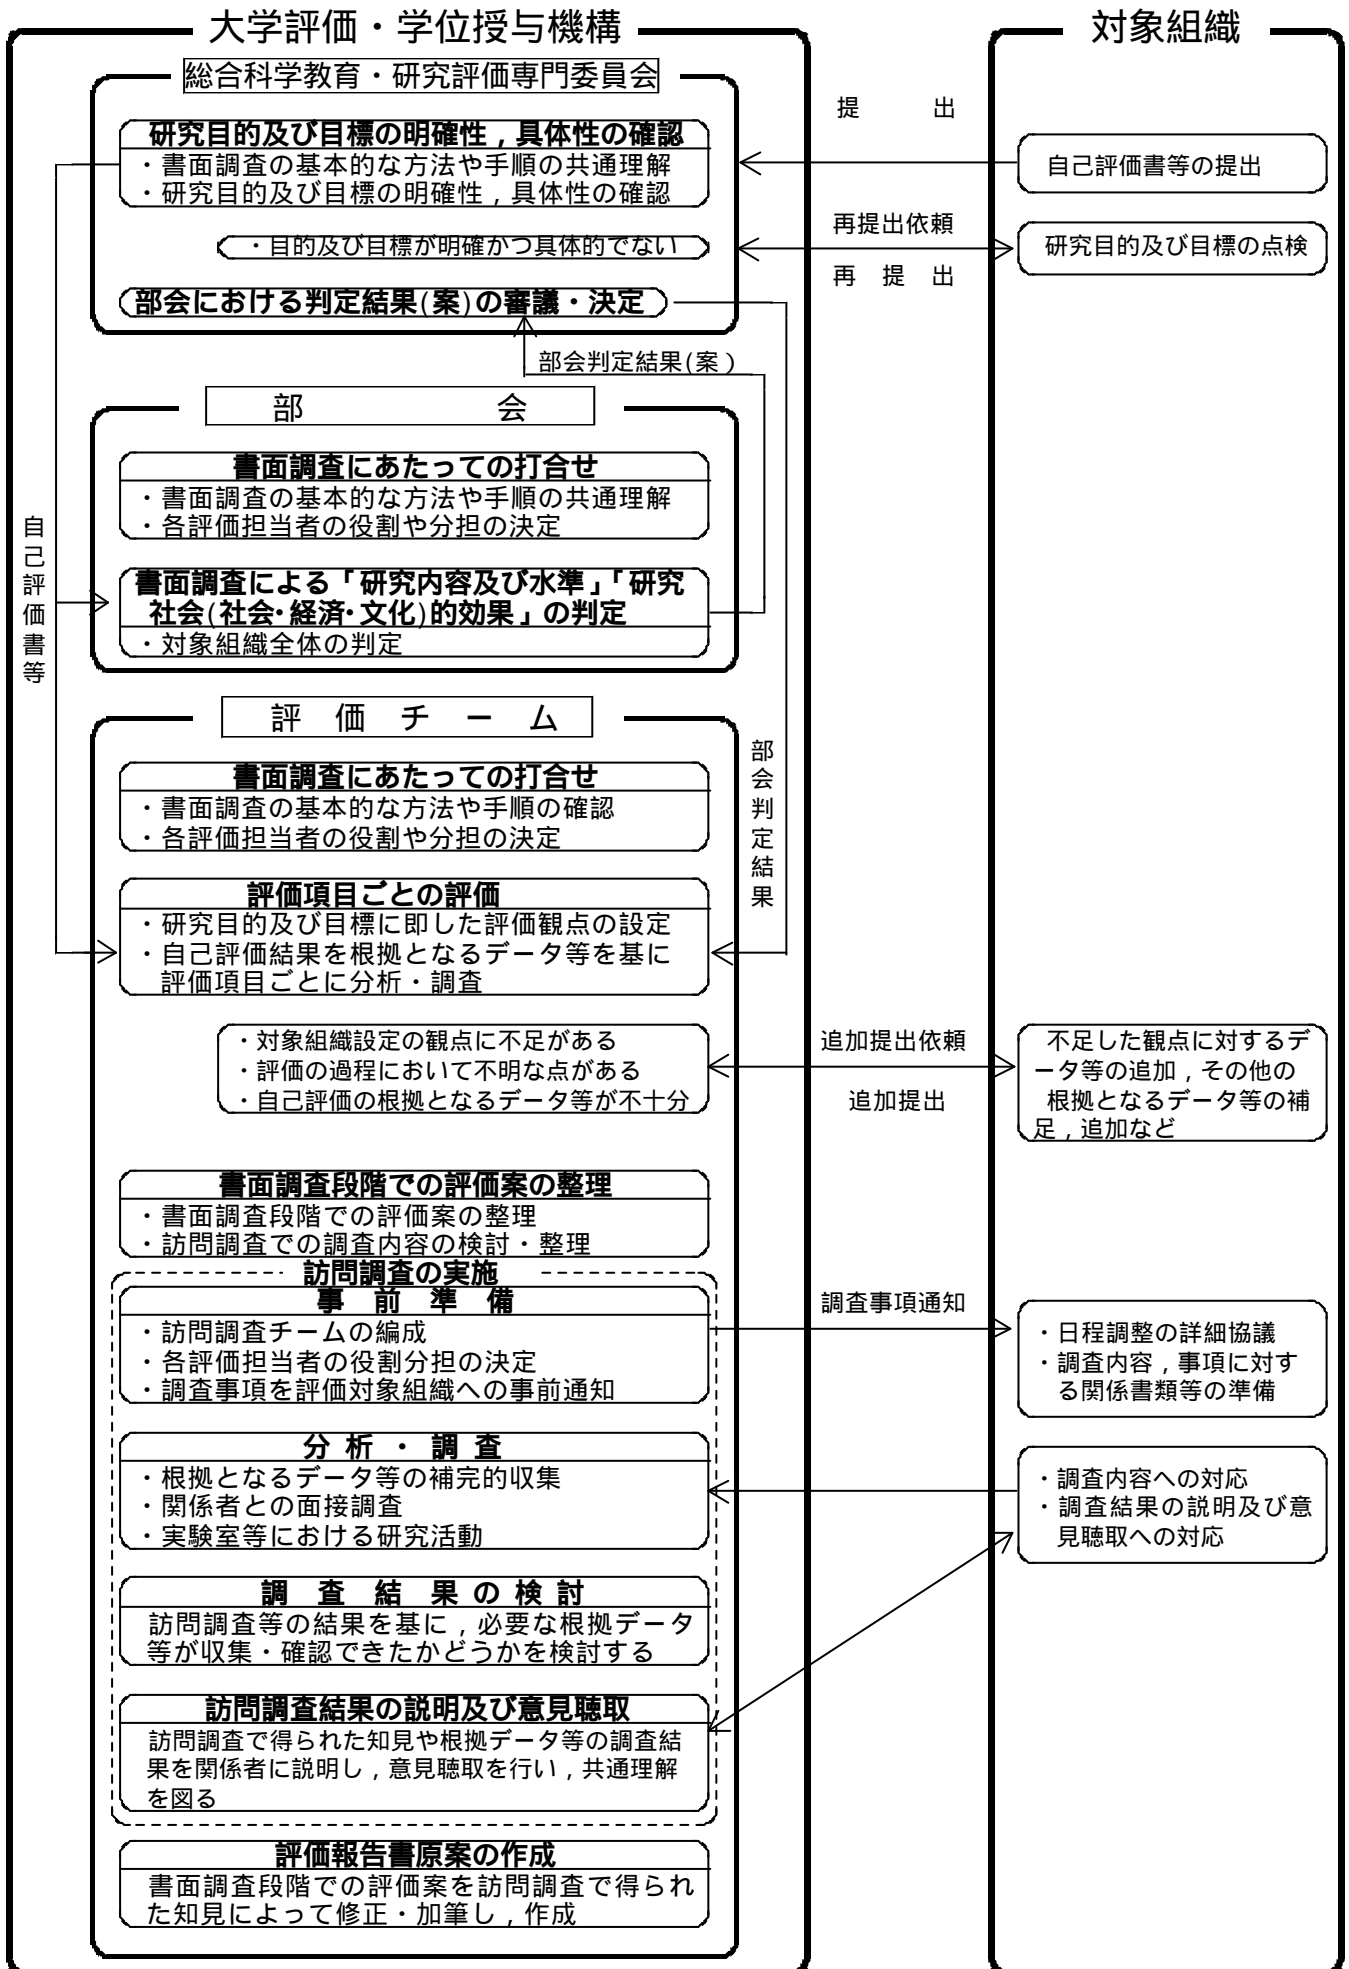 大学評価・学位授与機構
対象組織
総合科学教育・研究評価専門委員会
提　出
研究目的及び目標の明確性，具体性の確認
・書面調査の基本的な方法や手順の共通理解
・研究目的及び目標の明確性，具体性の確認
自己評価書等の提出
再提出依頼
・目的及び目標が明確かつ具体的でない
研究目的及び目標の点検
再　提　出
部会における判定結果(案)の審議・決定
部会判定結果(案)
部　会
書面調査にあたっての打合せ
・書面調査の基本的な方法や手順の共通理解
・各評価担当者の役割や分担の決定
自己評価書等
書面調査による「研究内容及び水準」「研究
社会(社会・経済・文化)的効果」の判定
・対象組織全体の判定
評　価　チ　ー　ム
部会判定結果
書面調査にあたっての打合せ
・書面調査の基本的な方法や手順の確認
・各評価担当者の役割や分担の決定
評価項目ごとの評価
・研究目的及び目標に即した評価観点の設定
・自己評価結果を根拠となるデータ等を基に
評価項目ごとに分析・調査
・対象組織設定の観点に不足がある
・評価の過程において不明な点がある
・自己評価の根拠となるデータ等が不十分
追加提出依頼
追加提出
不足した観点に対するデ
ータ等の追加，その他の
根拠となるデータ等の補
足，追加など
書面調査段階での評価案の整理
・書面調査段階での評価案の整理
・訪問調査での調査内容の検討・整理
訪問調査の実施
事　前　準　備
・訪問調査チームの編成
・各評価担当者の役割分担の決定
・調査事項を評価対象組織への事前通知
調査事項通知
・日程調整の詳細協議
・調査内容，事項に対す
る関係書類等の準備
分 析 ・ 調 査
・根拠となるデータ等の補完的収集
・関係者との面接調査
・実験室等における研究活動
・調査内容への対応
・調査結果の説明及び意
見聴取への対応
調　査　結　果 の 検 討
訪問調査等の結果を基に，必要な根拠データ
等が収集・確認できたかどうかを検討する
訪問調査結果の説明及び意見聴取
訪問調査で得られた知見や根拠データ等の調査結
果を関係者に説明し，意見聴取を行い，共通理解
を図る
評価報告書原案の作成
書面調査段階での評価案を訪問調査で得られ
た知見によって修正・加筆し，作成